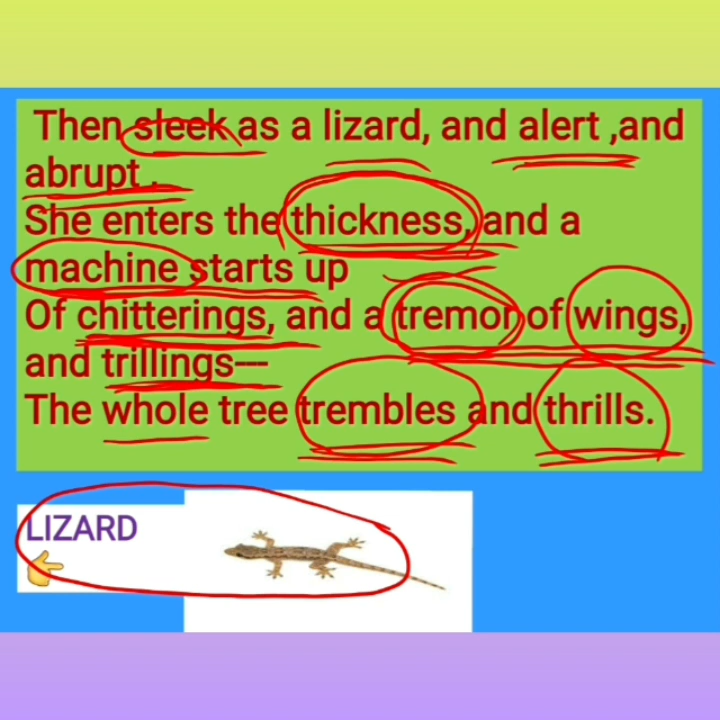 Then sleek as a lizard, and alert ,and
abrupt .
She enters the thickness, and a
machine starts up
Of chitterings, and a tremor of wings,
and trillings---
The whole tree trembles and thrills.
LIZARD